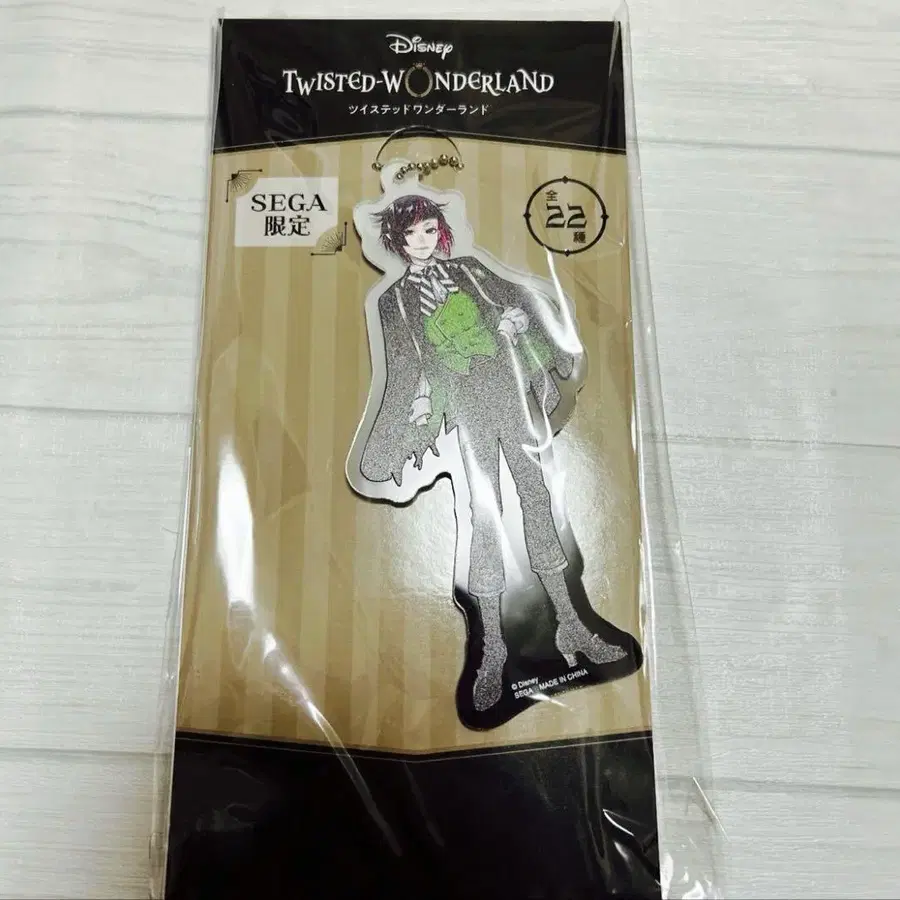 Disney
TWISTED-WONDERLAND
ツイステッドワンダーランド
SEGA
限定
全
22
種
© Disney
SEGA MADE IN CHINA